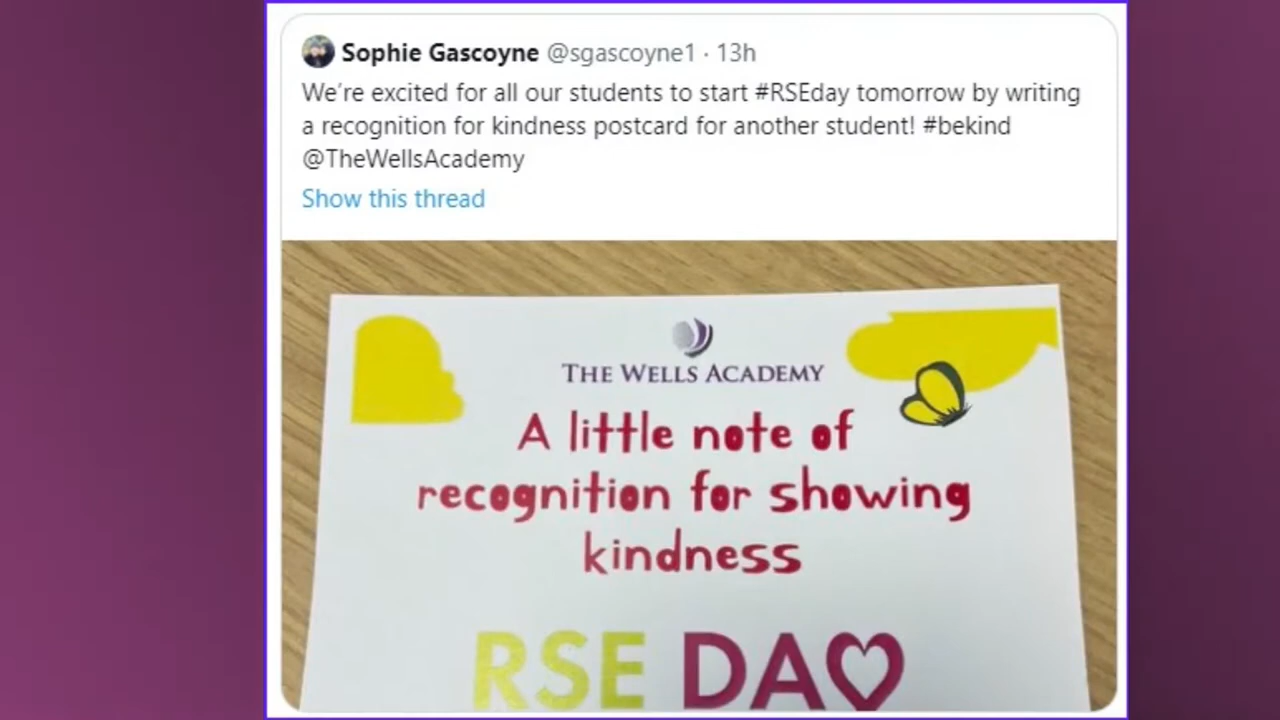 Sophie Gascoyne @sgascoyne1 · 13h
We're excited for all our students to start #RSEday tomorrow by writing
a recognition for kindness postcard for another student! #bekind
@TheWellsAcademy
Show this thread
THE WELLS ACADEMY
A little note of
recognition for showing
kindness
RSE DA♡